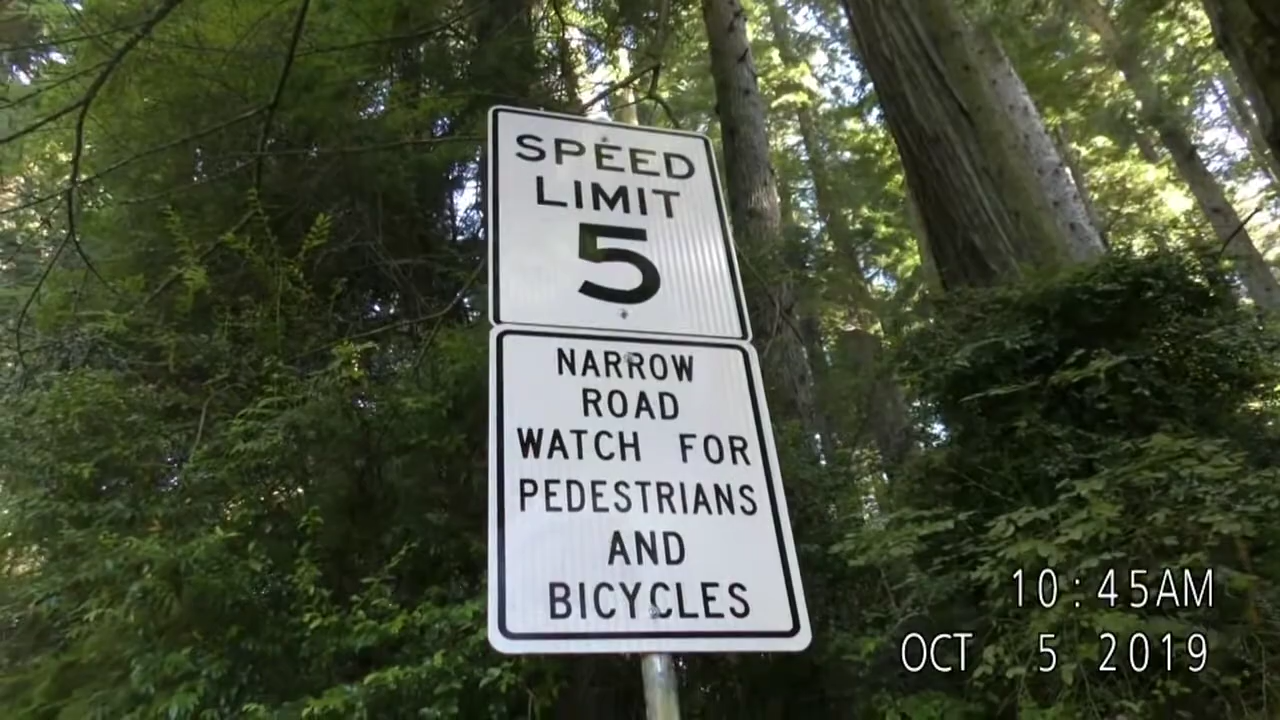 SPEED
LIMIT
5
NARROW
ROAD
WATCH FOR
PEDESTRIANS
AND
BICYCLES
10:45AM
OCT 5 2019